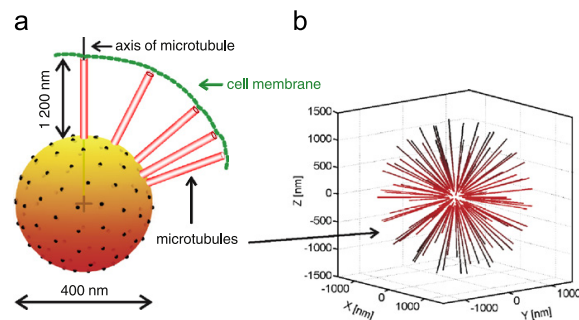 a
axis of microtubule
cell membrane
1 200 nm
microtubules
400 nm
b
1500
1000
500
0
-500
-1000
-1500
Z [nm]
-1000
0
1000
X [nm]
-1000
0
1000
Y [nm]